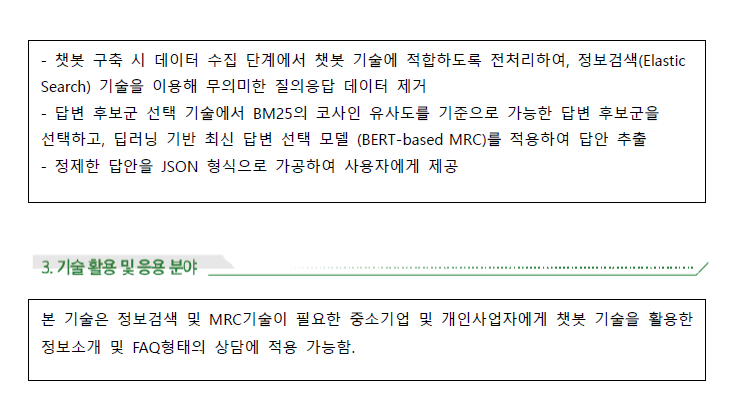 - 챗봇 구축 시 데이터 수집 단계에서 챗봇 기술에 적합하도록 전처리하여, 정보검색(Elastic
Search) 기술을 이용해 무의미한 질의응답 데이터 제거
- 답변 후보군 선택 기술에서 BM25의 코사인 유사도를 기준으로 가능한 답변 후보군을
선택하고, 딥러닝 기반 최신 답변 선택 모델 (BERT-based MRC)를 적용하여 답안 추출
- 정제한 답안을 JSON 형식으로 가공하여 사용자에게 제공
3. 기술 활용 및 응용 분야
본 기술은 정보검색 및 MRC기술이 필요한 중소기업 및 개인사업자에게 챗봇 기술을 활용한
정보소개 및 FAQ형태의 상담에 적용 가능함.